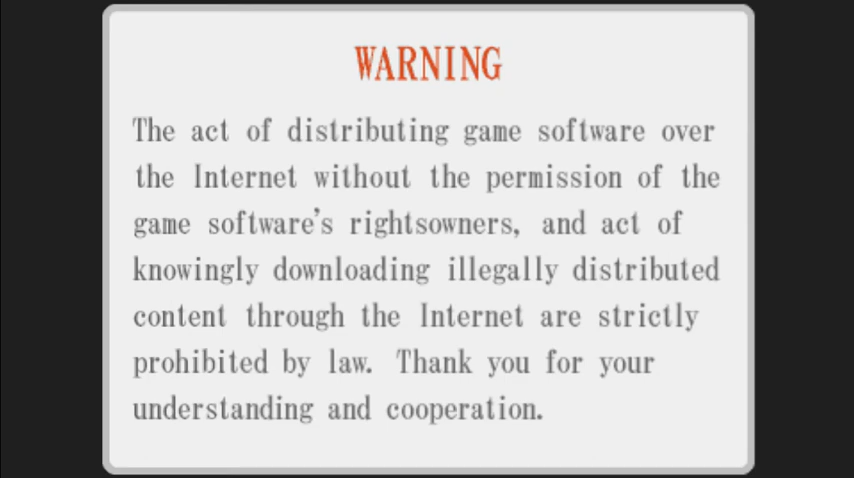 WARNING
The act of distributing game software over
the Internet without the permission of the
game software's rightsowners, and act of
knowingly downloading illegally distributed
content through the Internet are strictly
prohibited by law. Thank you for your
understanding and cooperation.